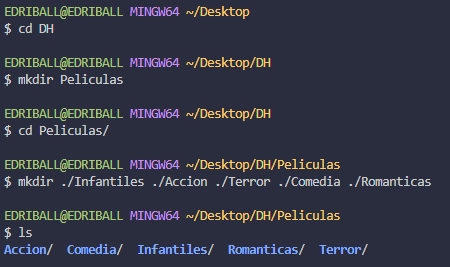 EDRIBALL@EDRIBALL MINGW64 ~/Desktop
$ cd DH
EDRIBALL@EDRIBALL MINGW64 ~/Desktop/DH
$ mkdir Peliculas
EDRIBALL@EDRIBALL MINGW64 ~/Desktop/DH
$ cd Peliculas/
EDRIBALL@EDRIBALL MINGW64 ~/Desktop/DH/Peliculas
$ mkdir ./Infantiles ./Accion ./Terror ./Comedia ./Romanticas
EDRIBALL@EDRIBALL MINGW64 ~/Desktop/DH/Peliculas
$ ls
Accion/  Comedia/  Infantiles/  Romanticas/  Terror/